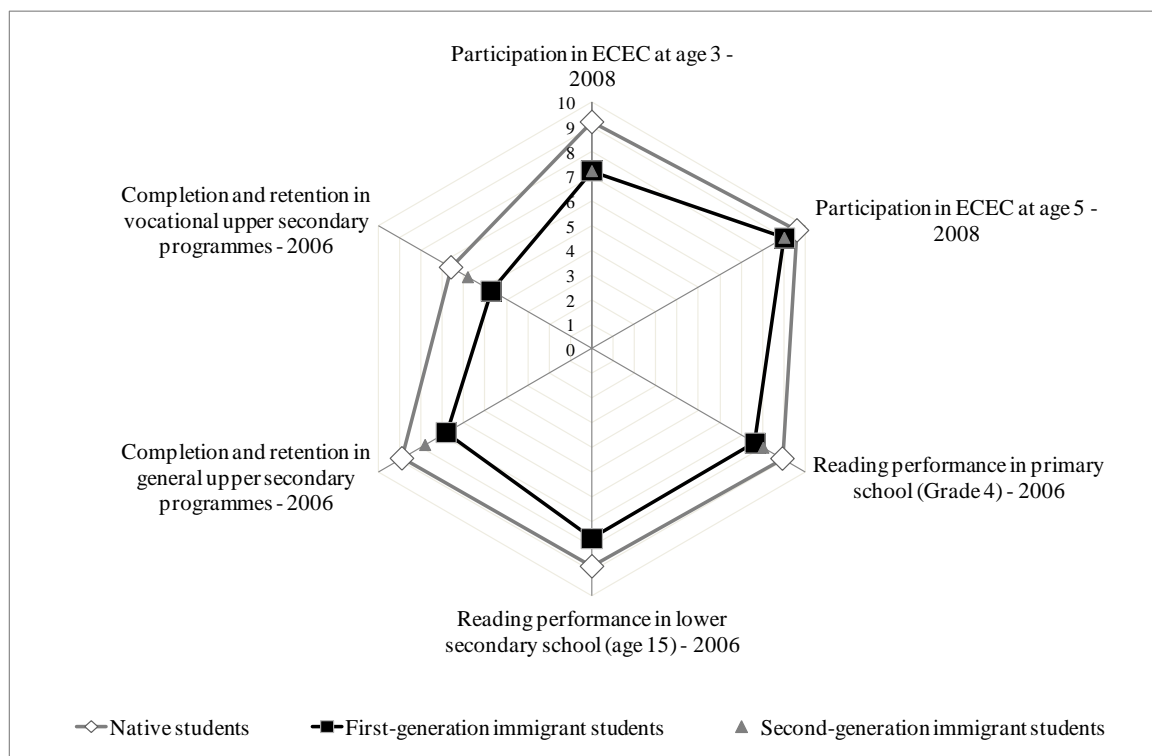 Participation in ECEC at age 3 -
2008
10
9
8
7
6
5
4
3
2
1
0
Participation in ECEC at age 5 -
2008
Reading performance in primary
school (Grade 4) - 2006
Reading performance in lower
secondary school (age 15) - 2006
Completion and retention in
general upper secondary
programmes - 2006
Completion and retention in
vocational upper secondary
programmes - 2006
Native students
First-generation immigrant students
Second-generation immigrant students